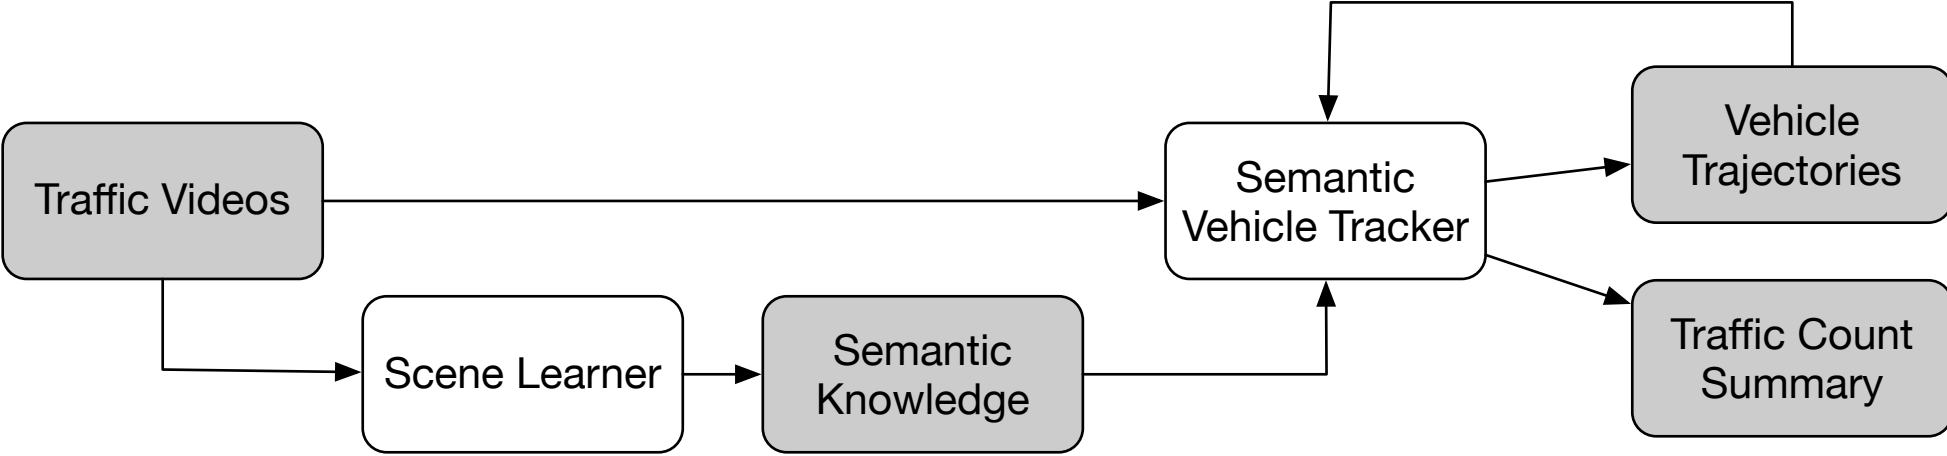 Traffic Videos
Scene Learner
Semantic
Knowledge
Semantic
Vehicle Tracker
Vehicle
Trajectories
Traffic Count
Summary